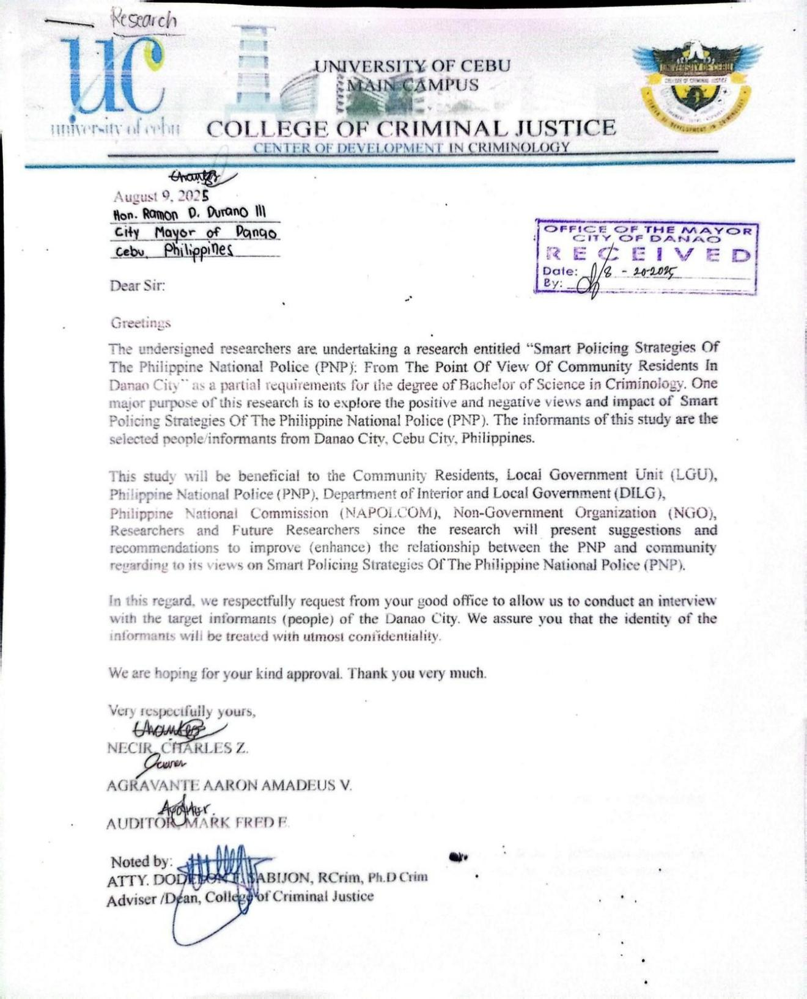 Research
UC
university of cebu
UNIVERSITY OF CEBU
MAIN CAMPUS
COLLEGE OF CRIMINAL JUSTICE
CENTER OF DEVELOPMENT IN CRIMINOLOGY
UNIVERSITY OF CEBU
COLLEGE OF CRIMINAL JUSTICE
CENTER OF DEVELOPMENT IN CRIMINOLOGY
August 9, 2025
Hon. Ramon D. Durano III
City Mayor of Danao
Cebu, Philippines
OFFICE OF THE MAYOR
CITY OF DANAO
RECEIVED
Date: 8-20-2025
By:
Dear Sir:
Greetings
The undersigned researchers are undertaking a research entitled “Smart Policing Strategies Of
The Philippine National Police (PNP): From The Point Of View Of Community Residents In
Danao City” as a partial requirements for the degree of Bachelor of Science in Criminology. One
major purpose of this research is to explore the positive and negative views and impact of Smart
Policing Strategies Of The Philippine National Police (PNP). The informants of this study are the
selected people/informants from Danao City, Cebu City, Philippines.
This study will be beneficial to the Community Residents, Local Government Unit (LGU),
Philippine National Police (PNP), Department of Interior and Local Government (DILG),
Philippine National Commission (NAPOLCOM), Non-Government Organization (NGO),
Researchers and Future Researchers since the research will present suggestions and
recommendations to improve (enhance) the relationship between the PNP and community
regarding to its views on Smart Policing Strategies Of The Philippine National Police (PNP).
In this regard, we respectfully request from your good office to allow us to conduct an interview
with the target informants (people) of the Danao City. We assure you that the identity of the
informants will be treated with utmost confidentiality.
We are hoping for your kind approval. Thank you very much.
Very respectfully yours,
NECIR, CHARLES Z.
AGRAVANTE AARON AMADEUS V.
AUDITOR, MARK FRED F.
Noted by:
ATTY. SABIJON, RCrim, Ph.D Crim
Adviser /Dean, College of Criminal Justice